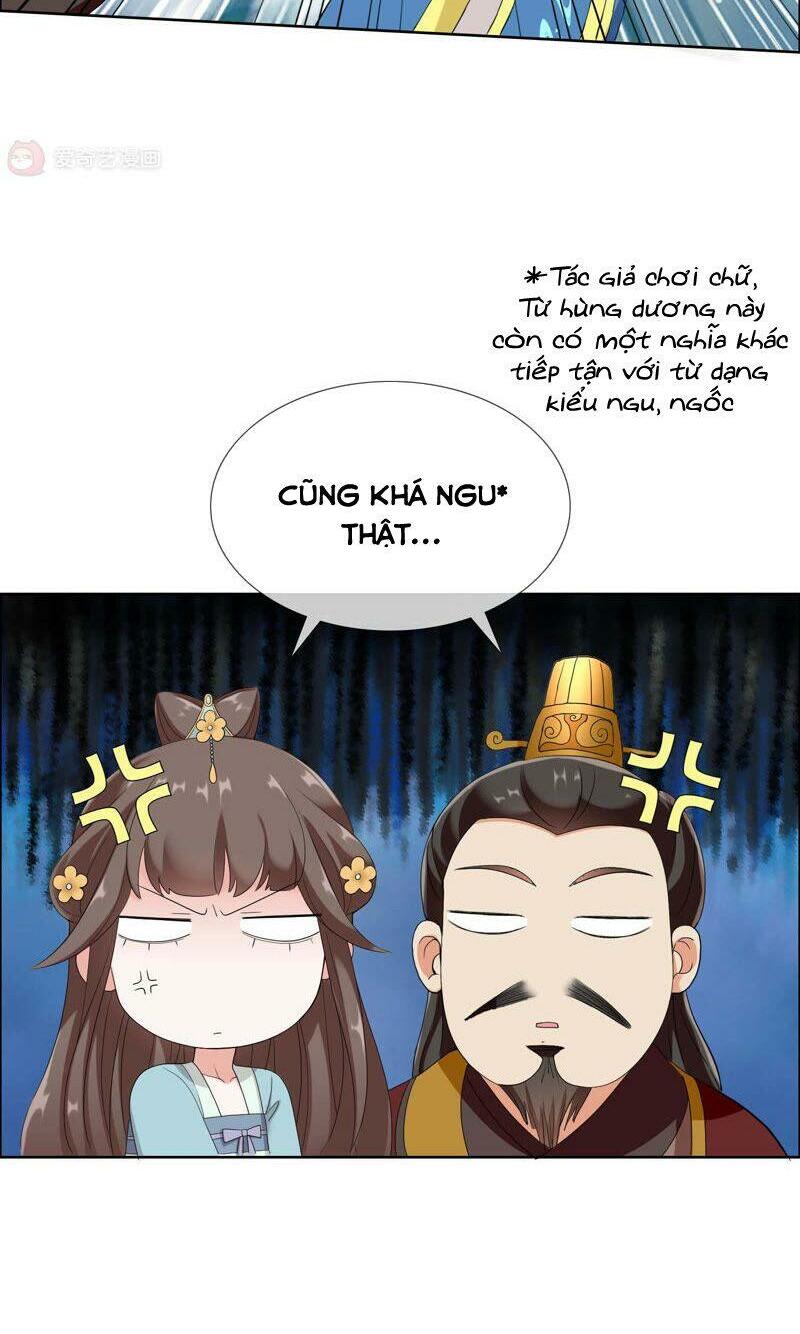 爱奇艺漫画
*Tác giả chơi chữ,
Từ hùng dương này
còn có một nghĩa khác
tiếp tận với từ dạng
kiểu ngu, ngốc
CŨNG KHÁ NGU*
THẬT...